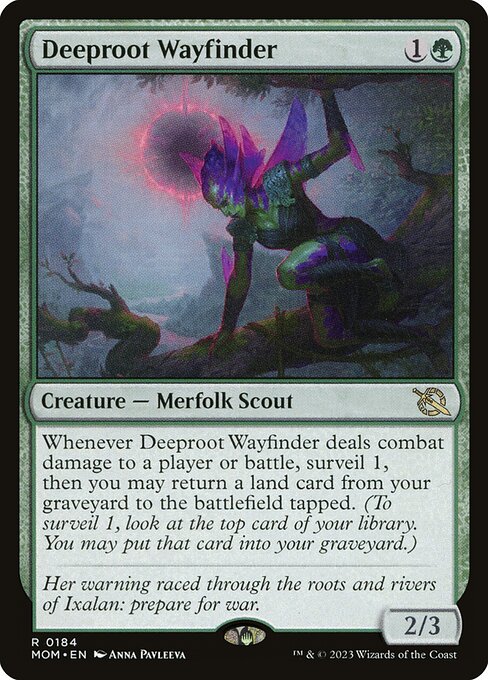 Deeproot Wayfinder 1
Creature — Merfolk Scout
Whenever Deeproot Wayfinder deals combat
damage to a player or battle, surveil 1,
then you may return a land card from your
graveyard to the battlefield tapped. (To
surveil 1, look at the top card of your library.
You may put that card into your graveyard.)
Her warning raced through the roots and rivers
of Ixalan: prepare for war.
2/3
R 0184
MOM • EN Anna Pavleeva
™ & © 2023 Wizards of the Coast